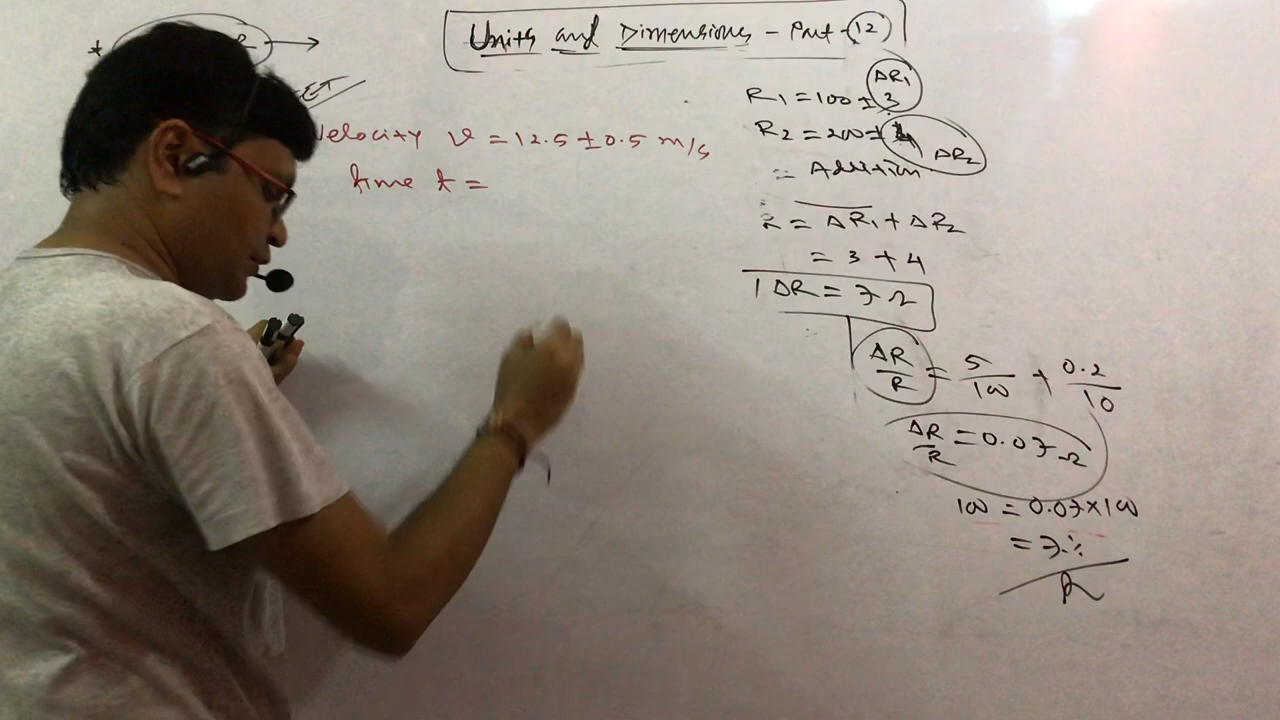 Units and Dimensions - Part - 12
Velocity v = 12.5 ± 0.5 m/s
time t =
ΔR1
R1 = 100 ± 3
R2 = 200 ± 4
ΔR2
= Addition
R = ΔR1 + ΔR2
= 3 + 4
ΔR = 7 Ω
ΔR/R = 5/100 + 0.2/10
ΔR/R = 0.07 Ω
100 = 0.07 × 100
= 7%